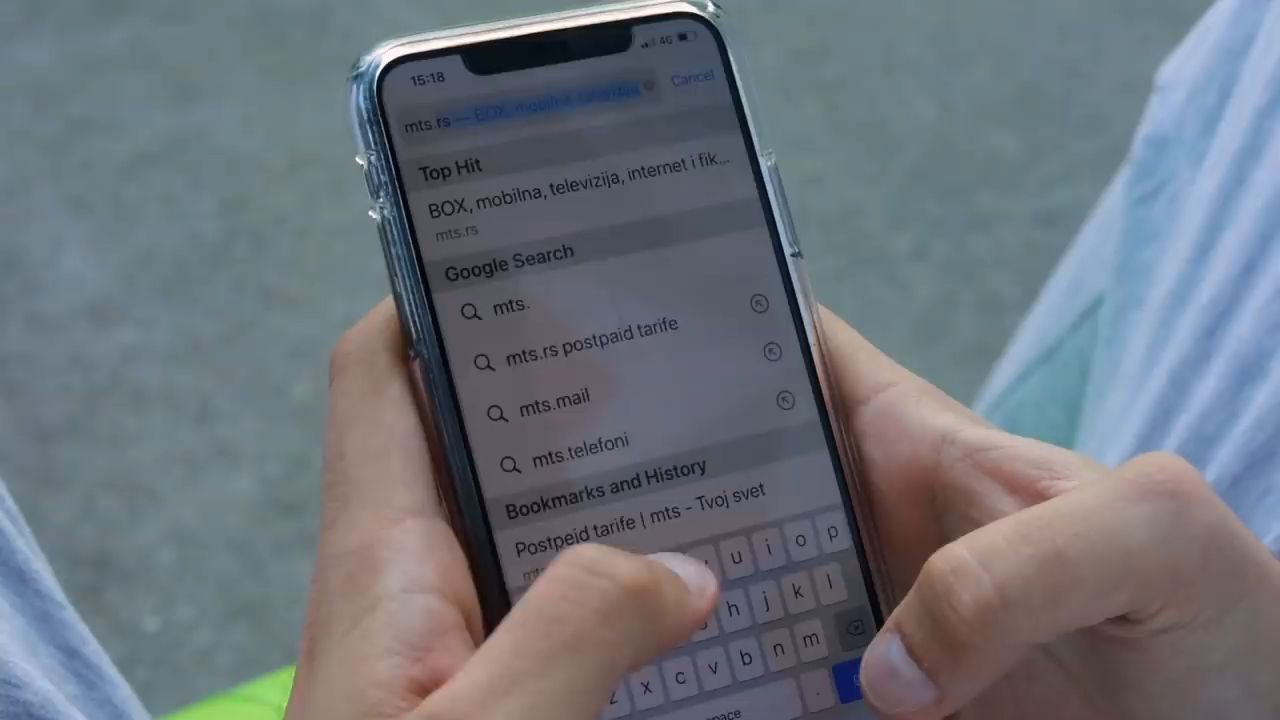 15:18
4G
mts.rs — BOX, mobilna, televizija
Cancel
Top Hit
BOX, mobilna, televizija, internet i fik...
mts.rs
Google Search
mts.
mts.rs postpaid tarife
mts.mail
mts.telefoni
Bookmarks and History
Postpeid tarife | mts - Tvoj svet
u i o p
h j k l
x c v b n m
.